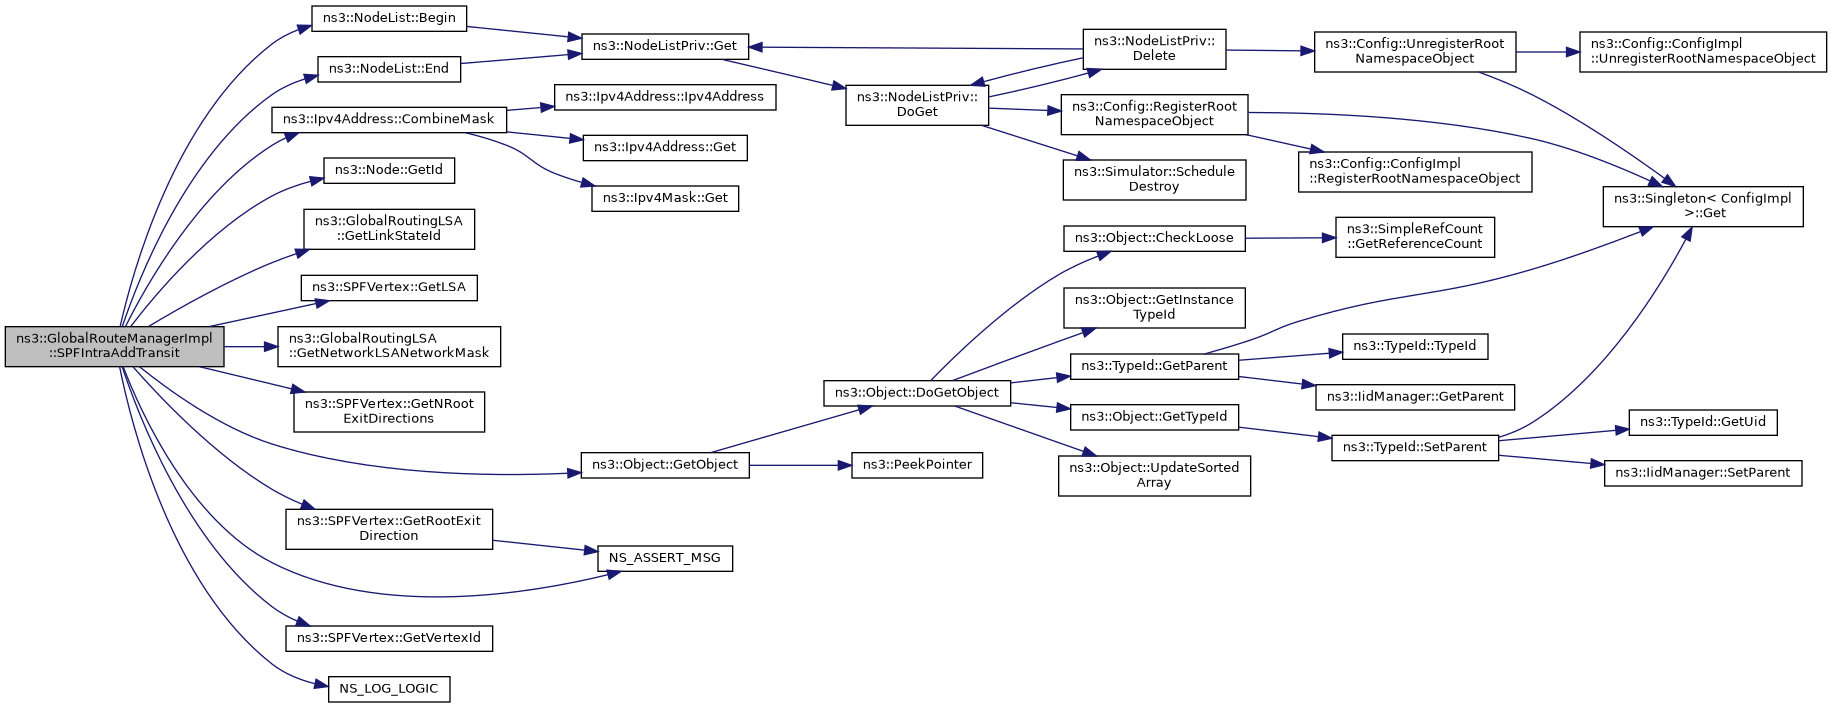 ns3::GlobalRouteManagerImpl
::SPFIntraAddTransit
ns3::NodeList::Begin
ns3::NodeList::End
ns3::Ipv4Address::CombineMask
ns3::Node::GetId
ns3::GlobalRoutingLSA
::GetLinkStateId
ns3::SPFVertex::GetLSA
ns3::GlobalRoutingLSA
::GetNetworkLSANetworkMask
ns3::SPFVertex::GetNRoot
ExitDirections
ns3::SPFVertex::GetRootExit
Direction
ns3::SPFVertex::GetVertexId
NS_LOG_LOGIC
ns3::NodeListPriv::Get
ns3::Ipv4Address::Ipv4Address
ns3::Ipv4Address::Get
ns3::Ipv4Mask::Get
ns3::Object::GetObject
NS_ASSERT_MSG
ns3::NodeListPriv::
DoGet
ns3::Object::DoGetObject
ns3::PeekPointer
ns3::NodeListPriv::
Delete
ns3::Config::RegisterRoot
NamespaceObject
ns3::Simulator::Schedule
Destroy
ns3::Object::CheckLoose
ns3::Object::GetInstance
TypeId
ns3::TypeId::GetParent
ns3::Object::GetTypeId
ns3::Object::UpdateSorted
Array
ns3::Config::UnregisterRoot
NamespaceObject
ns3::Config::ConfigImpl
::RegisterRootNamespaceObject
ns3::SimpleRefCount
::GetReferenceCount
ns3::TypeId::TypeId
ns3::IidManager::GetParent
ns3::TypeId::SetParent
ns3::Config::ConfigImpl
::UnregisterRootNamespaceObject
ns3::Singleton< ConfigImpl
>::Get
ns3::TypeId::GetUid
ns3::IidManager::SetParent